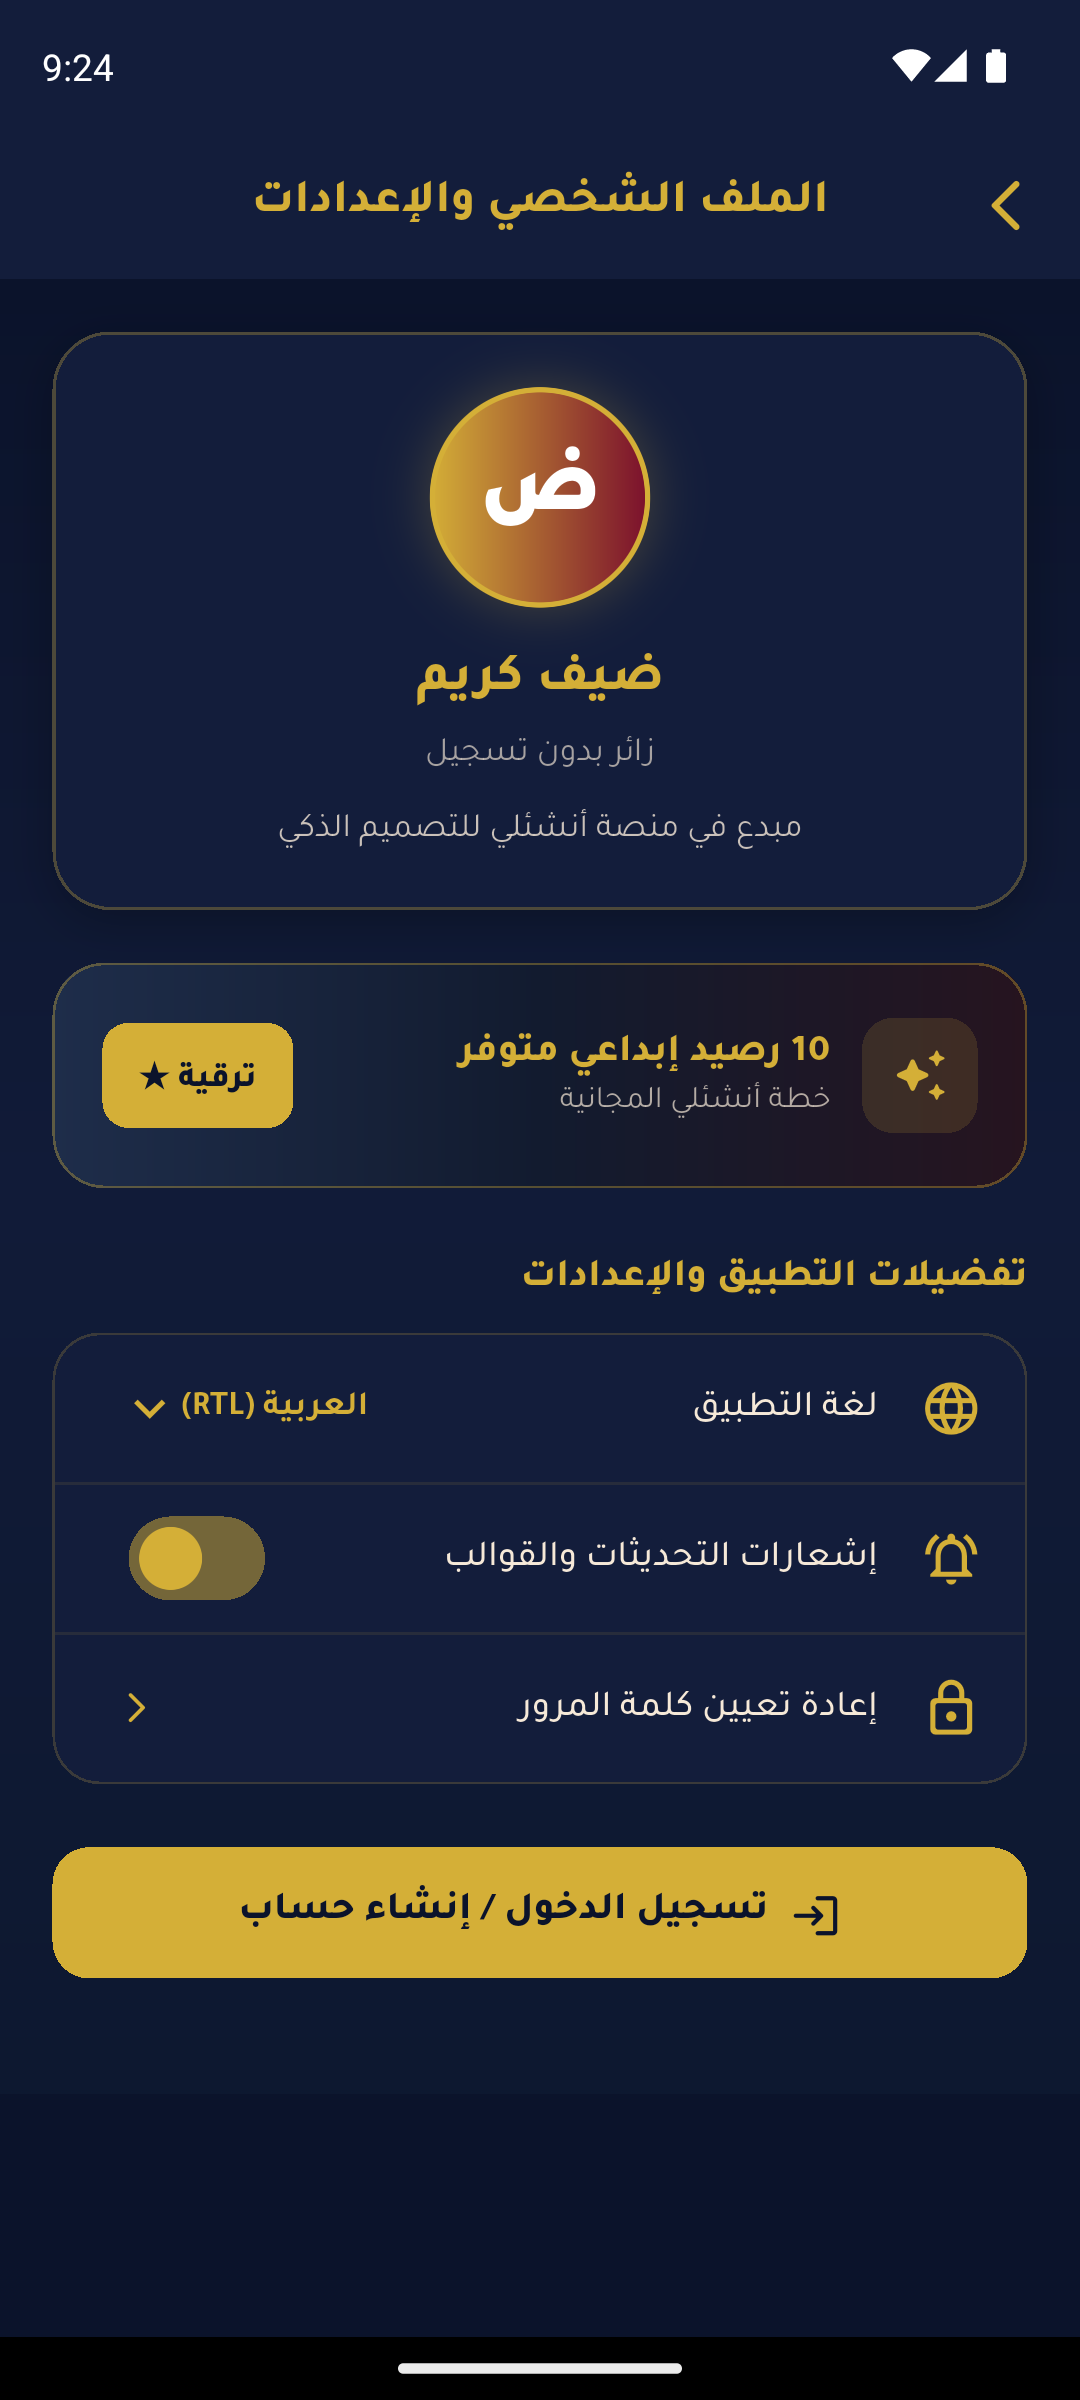 9:24
الملف الشخصي والإعدادات
ض
ضيف كريم
زائر بدون تسجيل
مبدع في منصة أنشئلي للتصميم الذكي
10 رصيد إبداعي متوفر
خطة أنشئلي المجانية
ترقية ★
تفضيلات التطبيق والإعدادات
لغة التطبيق
العربية (RTL)
إشعارات التحديثات والقوالب
إعادة تعيين كلمة المرور
تسجيل الدخول / إنشاء حساب